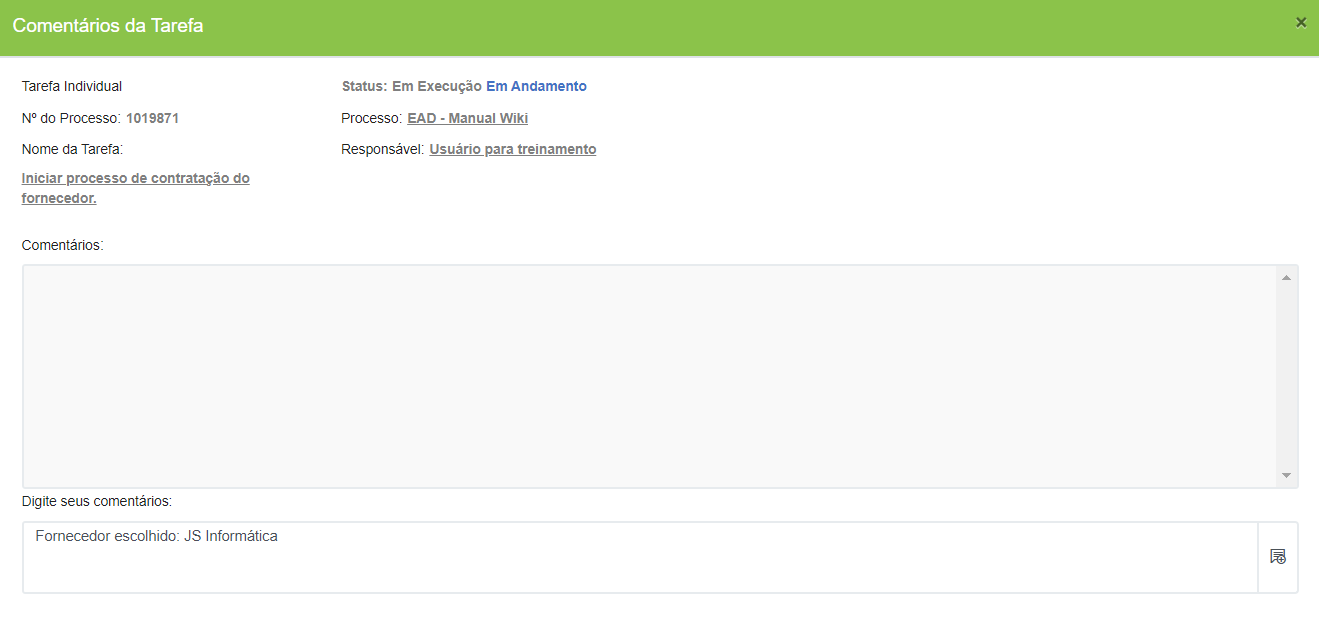 Comentários da Tarefa
×
Tarefa Individual
Status: Em Execução Em Andamento
Nº do Processo: 1019871
Processo: EAD - Manual Wiki
Nome da Tarefa:
Responsável: Usuário para treinamento
Iniciar processo de contratação do
fornecedor.
Comentários:
Digite seus comentários:
Fornecedor escolhido: JS Informática